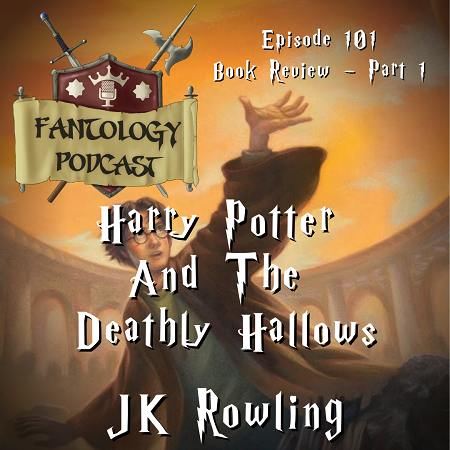 Episode 101
Book Review - Part 1
FANTOLOGY
PODCAST
Harry Potter
And The
Deathly Hallows
JK Rowling